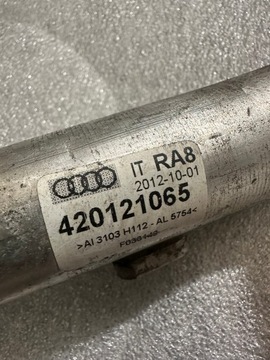 IT RA8
2012-10-01
420121065
>Al 3103 H112 - AL 5754<